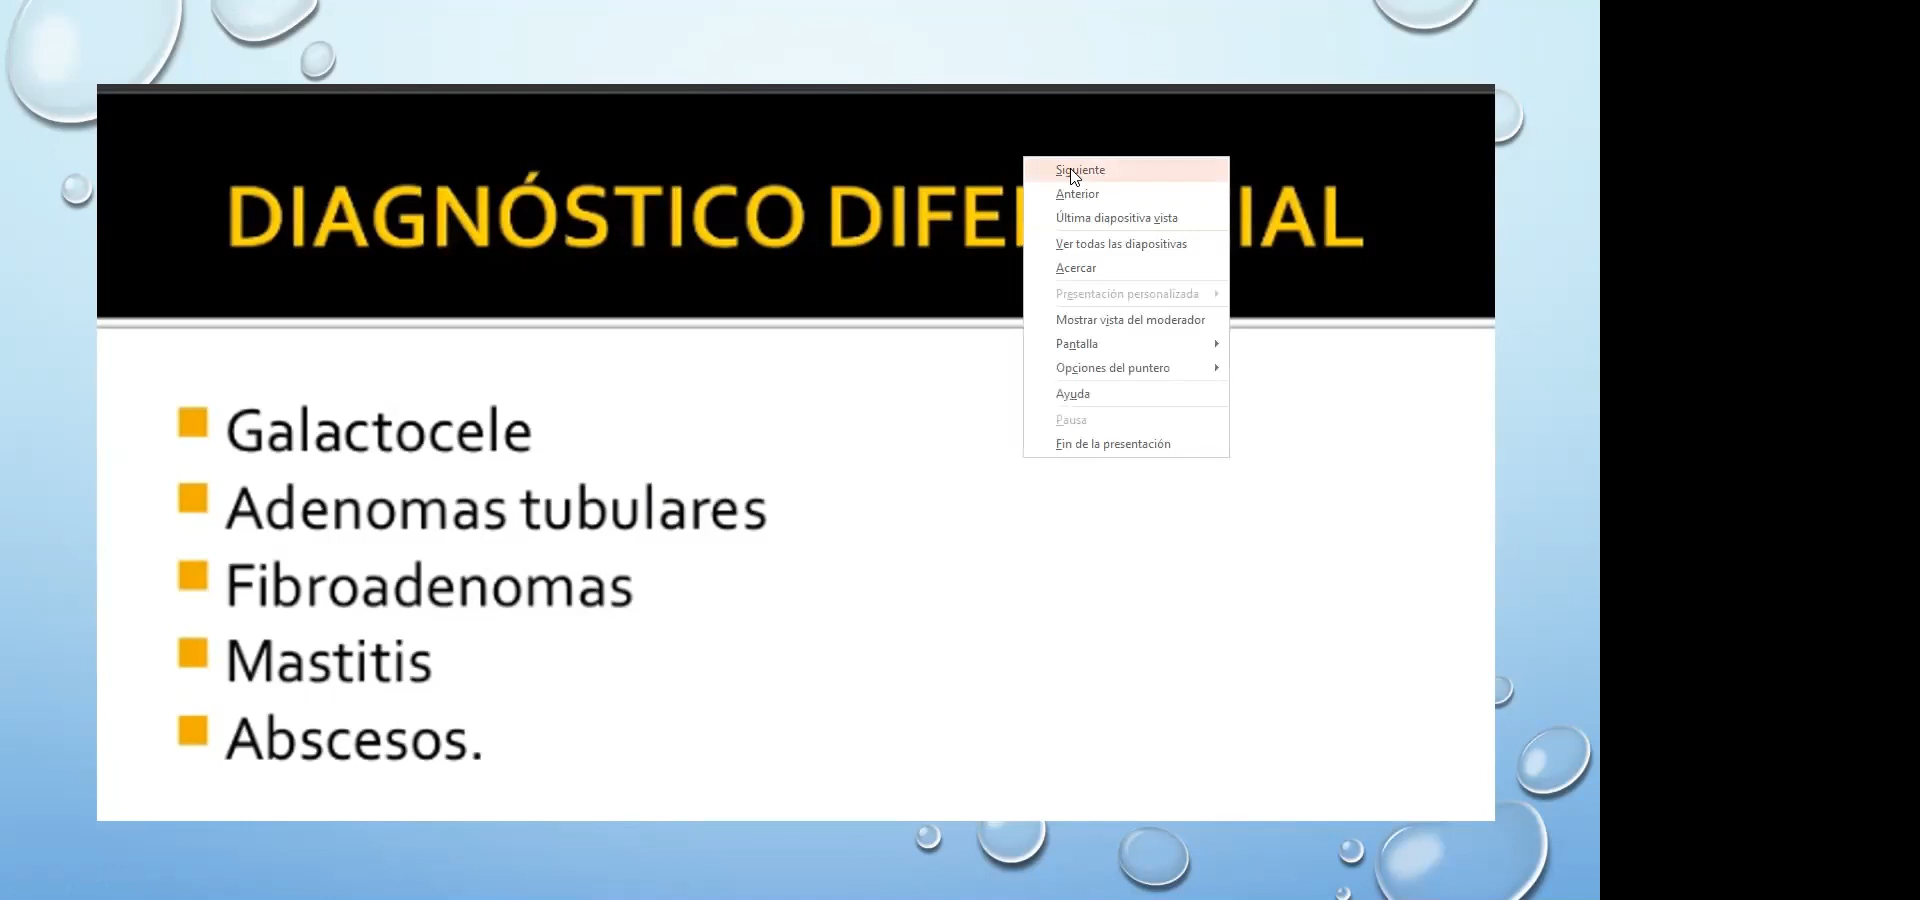 DIAGNÓSTICO DIFE IAL
Siguiente
Anterior
Última diapositiva vista
Ver todas las diapositivas
Acercar
Presentación personalizada
Mostrar vista del moderador
Pantalla
Opciones del puntero
Ayuda
Pausa
Fin de la presentación
Galactocele
Adenomas tubulares
Fibroadenomas
Mastitis
Abscesos.